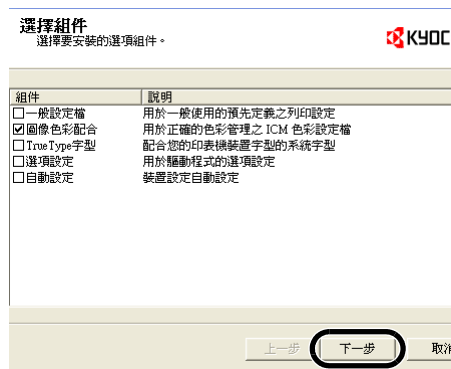 選擇組件
選擇要安裝的選項組件。
KYOC
組件 說明
一般設定檔 用於一般使用的預先定義之列印設定
圖像色彩配合 用於正確的色彩管理之 ICM 色彩設定檔
TrueType字型 配合您的印表機裝置字型的系統字型
選項設定 用於驅動程式的選項設定
自動設定 裝置設定自動設定
上一步 下一步 取消